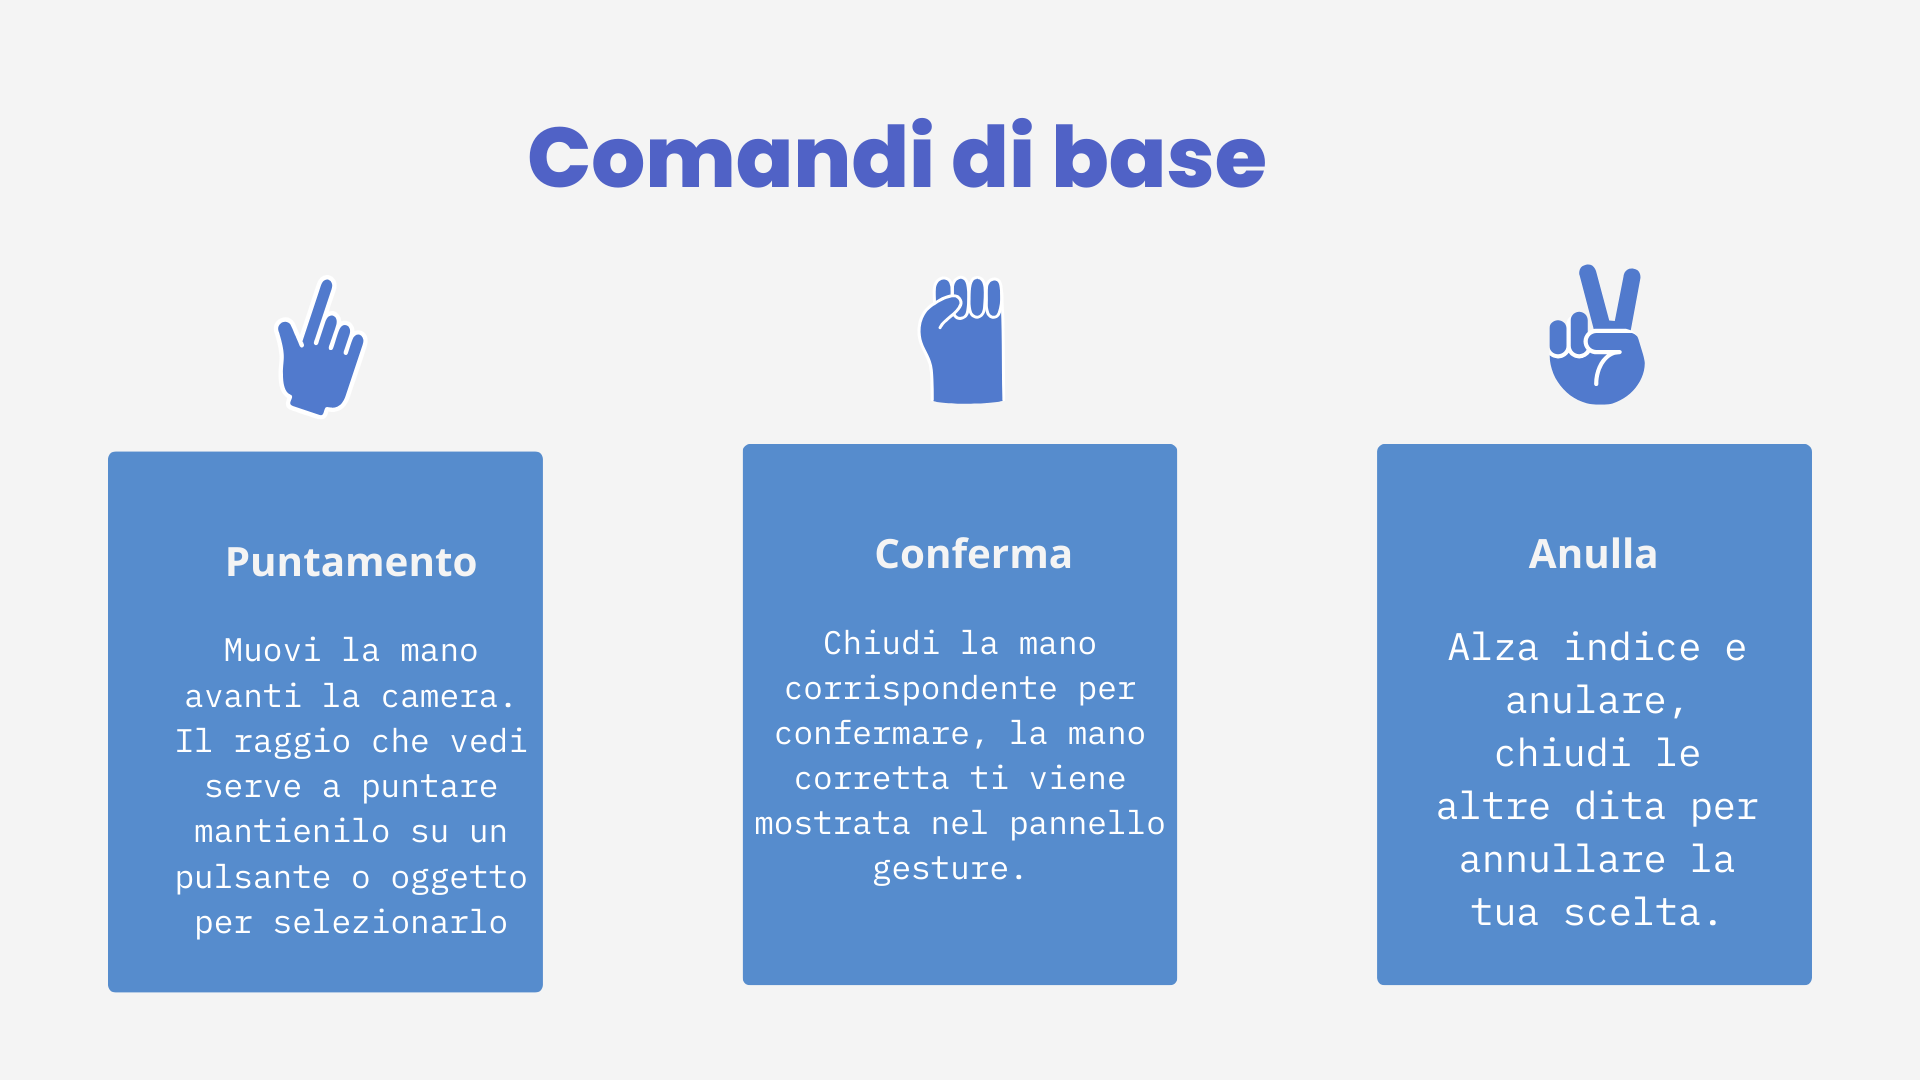 Comandi di base
Puntamento
Muovi la mano
avanti la camera.
Il raggio che vedi
serve a puntare
mantienilo su un
pulsante o oggetto
per selezionarlo
Conferma
Chiudi la mano
corrispondente per
confermare, la mano
corretta ti viene
mostrata nel pannello
gesture.
Anulla
Alza indice e
anulare,
chiudi le
altre dita per
annullare la
tua scelta.